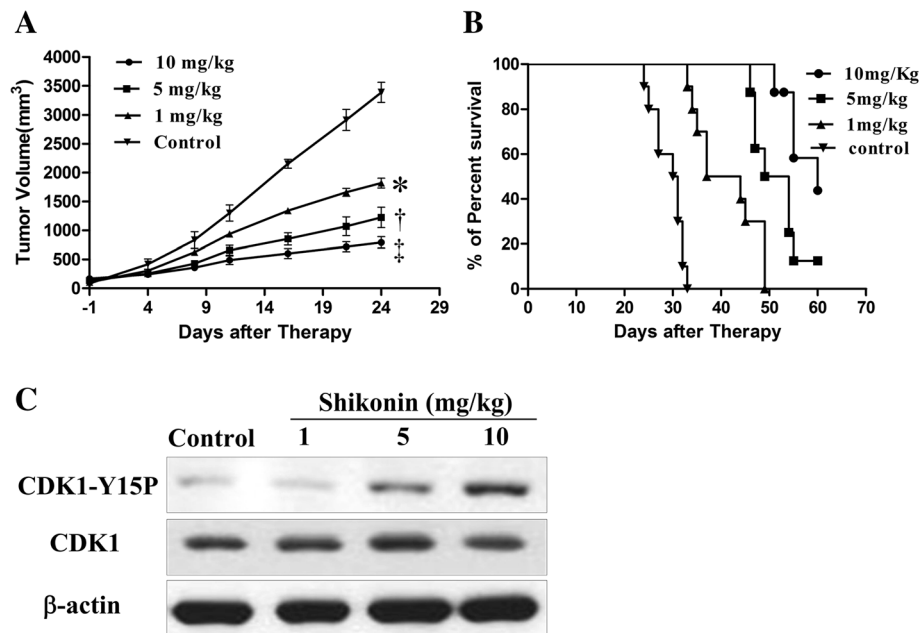 A
10 mg/kg
5 mg/kg
1 mg/kg
Control
Tumor Volume(mm³)
4000
3500
3000
2500
2000
1500
1000
500
*
†
‡
-1 4 9 14 19 24 29
Days after Therapy
B
10mg/Kg
5mg/kg
1mg/kg
control
% of Percent survival
100
80
60
40
20
0
0 10 20 30 40 50 60 70
Days after Therapy
C
Shikonin (mg/kg)
Control 1 5 10
CDK1-Y15P
CDK1
β-actin